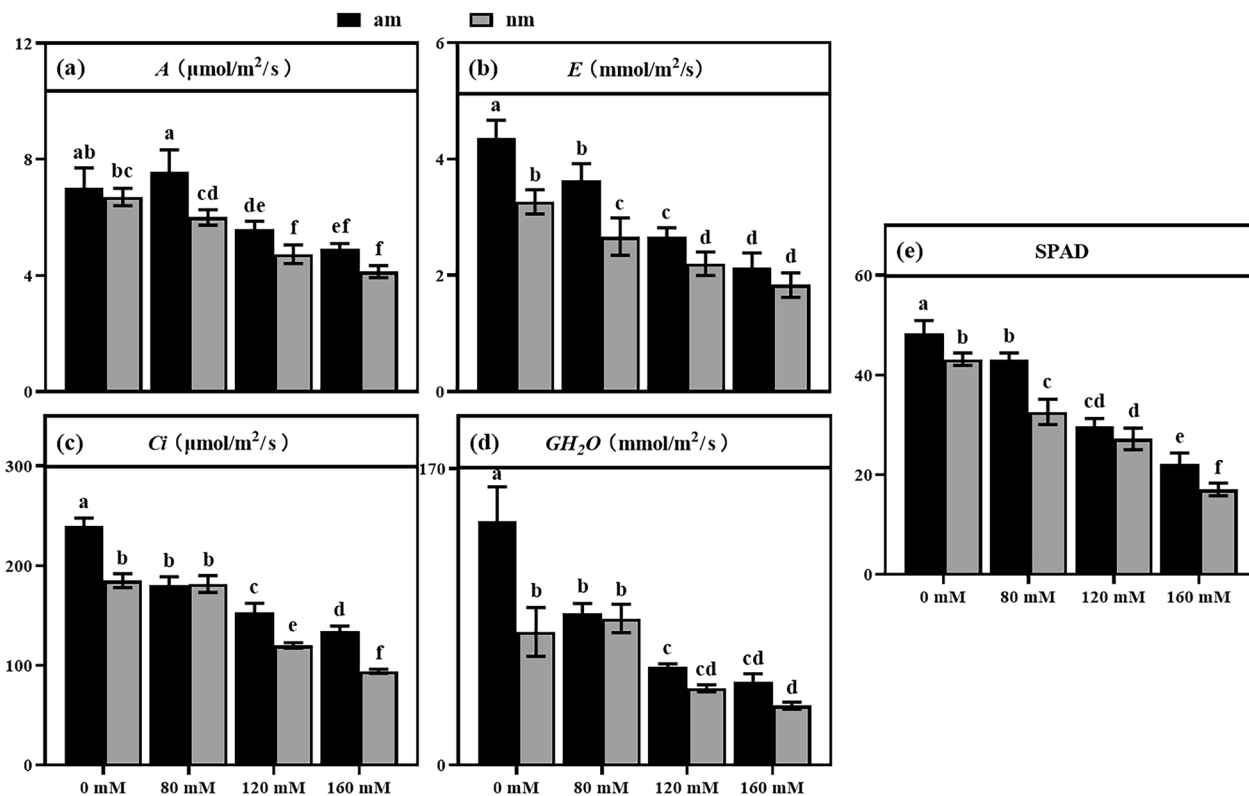 am nm
(a) A (μmol/m²/s)
12
8
4
0
ab bc a cd de f ef f
(b) E (mmol/m²/s)
6
4
2
0
a b b c c d d d
(c) Ci (μmol/m²/s)
300
200
100
0
a b b b c e d f
0 mM 80 mM 120 mM 160 mM
(d) GH₂O (mmol/m²/s)
170
0
a b b b c cd cd d
0 mM 80 mM 120 mM 160 mM
(e) SPAD
60
40
20
0
a b b c cd d e f
0 mM 80 mM 120 mM 160 mM